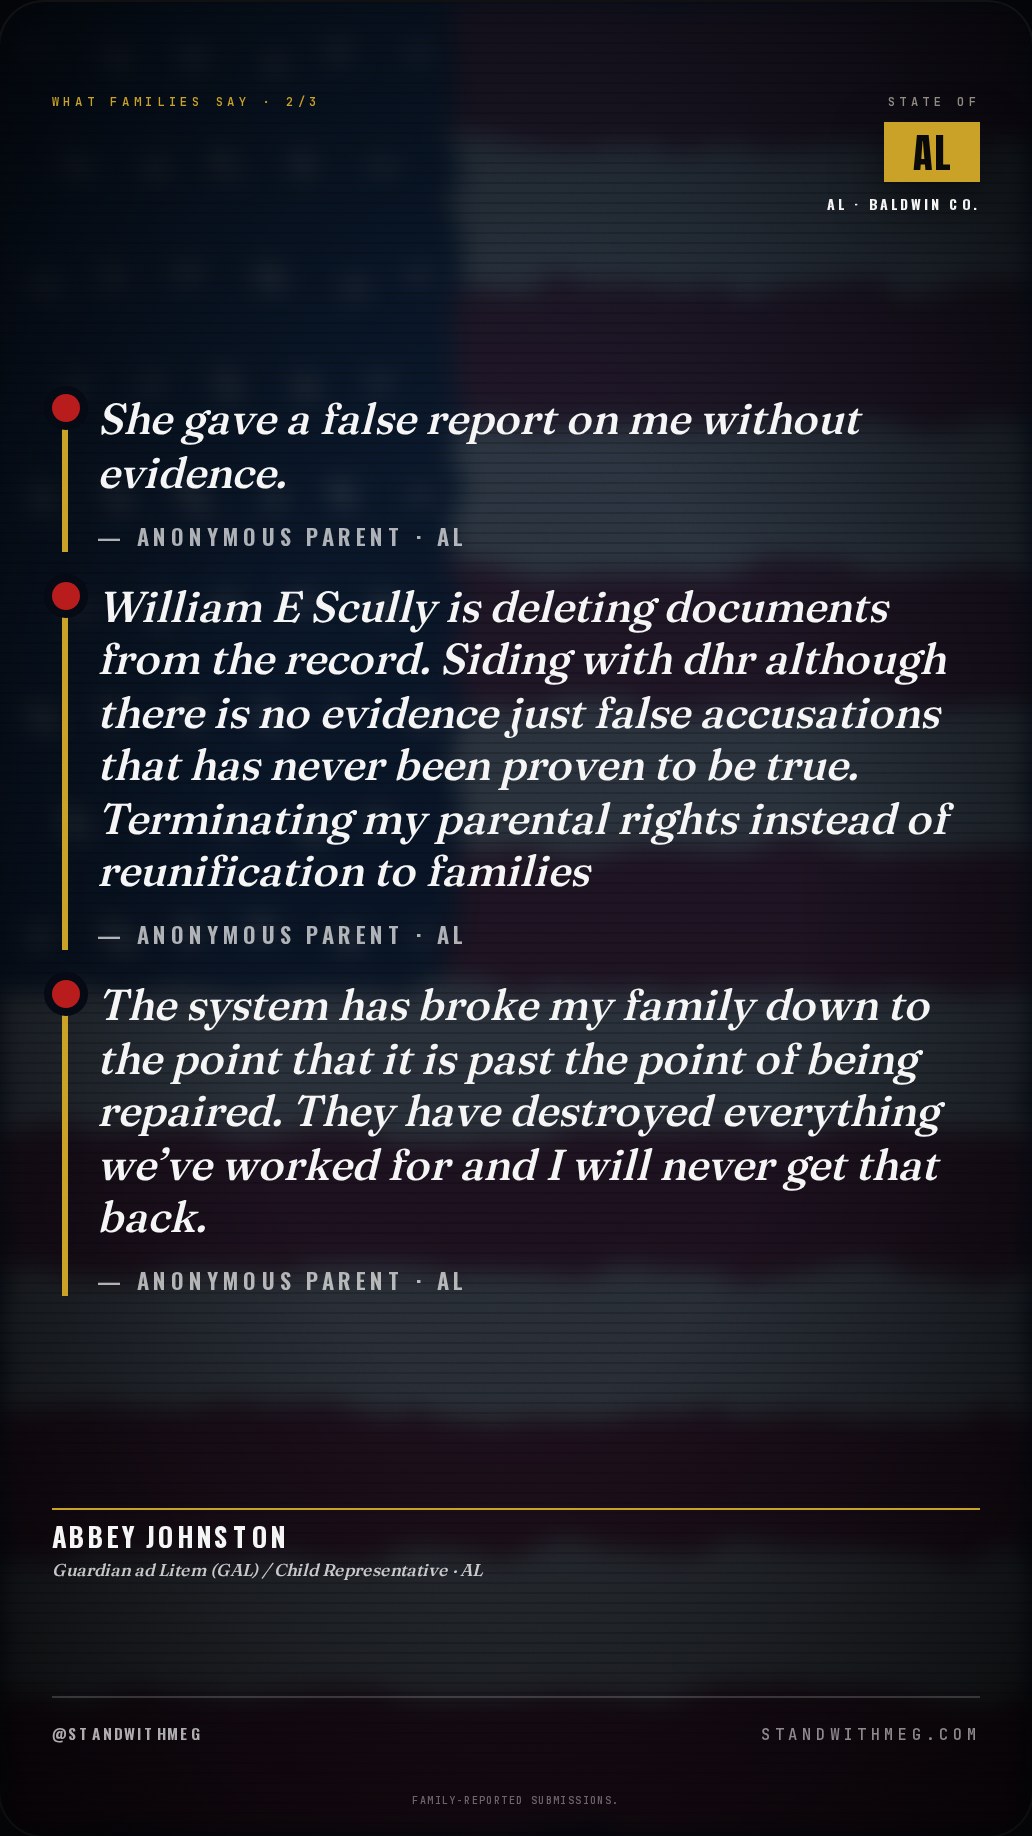 WHAT FAMILIES SAY · 2/3
STATE OF
AL
AL · BALDWIN CO.
She gave a false report on me without
evidence.
— ANONYMOUS PARENT · AL
William E Scully is deleting documents
from the record. Siding with dhr although
there is no evidence just false accusations
that has never been proven to be true.
Terminating my parental rights instead of
reunification to families
— ANONYMOUS PARENT · AL
The system has broke my family down to
the point that it is past the point of being
repaired. They have destroyed everything
we’ve worked for and I will never get that
back.
— ANONYMOUS PARENT · AL
ABBEY JOHNSTON
Guardian ad Litem (GAL) / Child Representative · AL
@STANDWITHMEG
STANDWITHMEG.COM
FAMILY-REPORTED SUBMISSIONS.